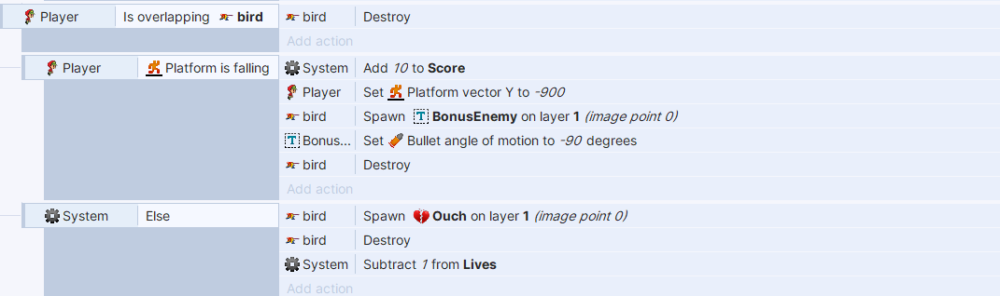 Player Is overlapping bird bird Destroy
Add action
Player Platform is falling System Add 10 to Score
Player Set Platform vector Y to -900
bird Spawn T BonusEnemy on layer 1 (image point 0)
T Bonus... Set Bullet angle of motion to -90 degrees
bird Destroy
Add action
System Else bird Spawn Ouch on layer 1 (image point 0)
bird Destroy
System Subtract 1 from Lives
Add action